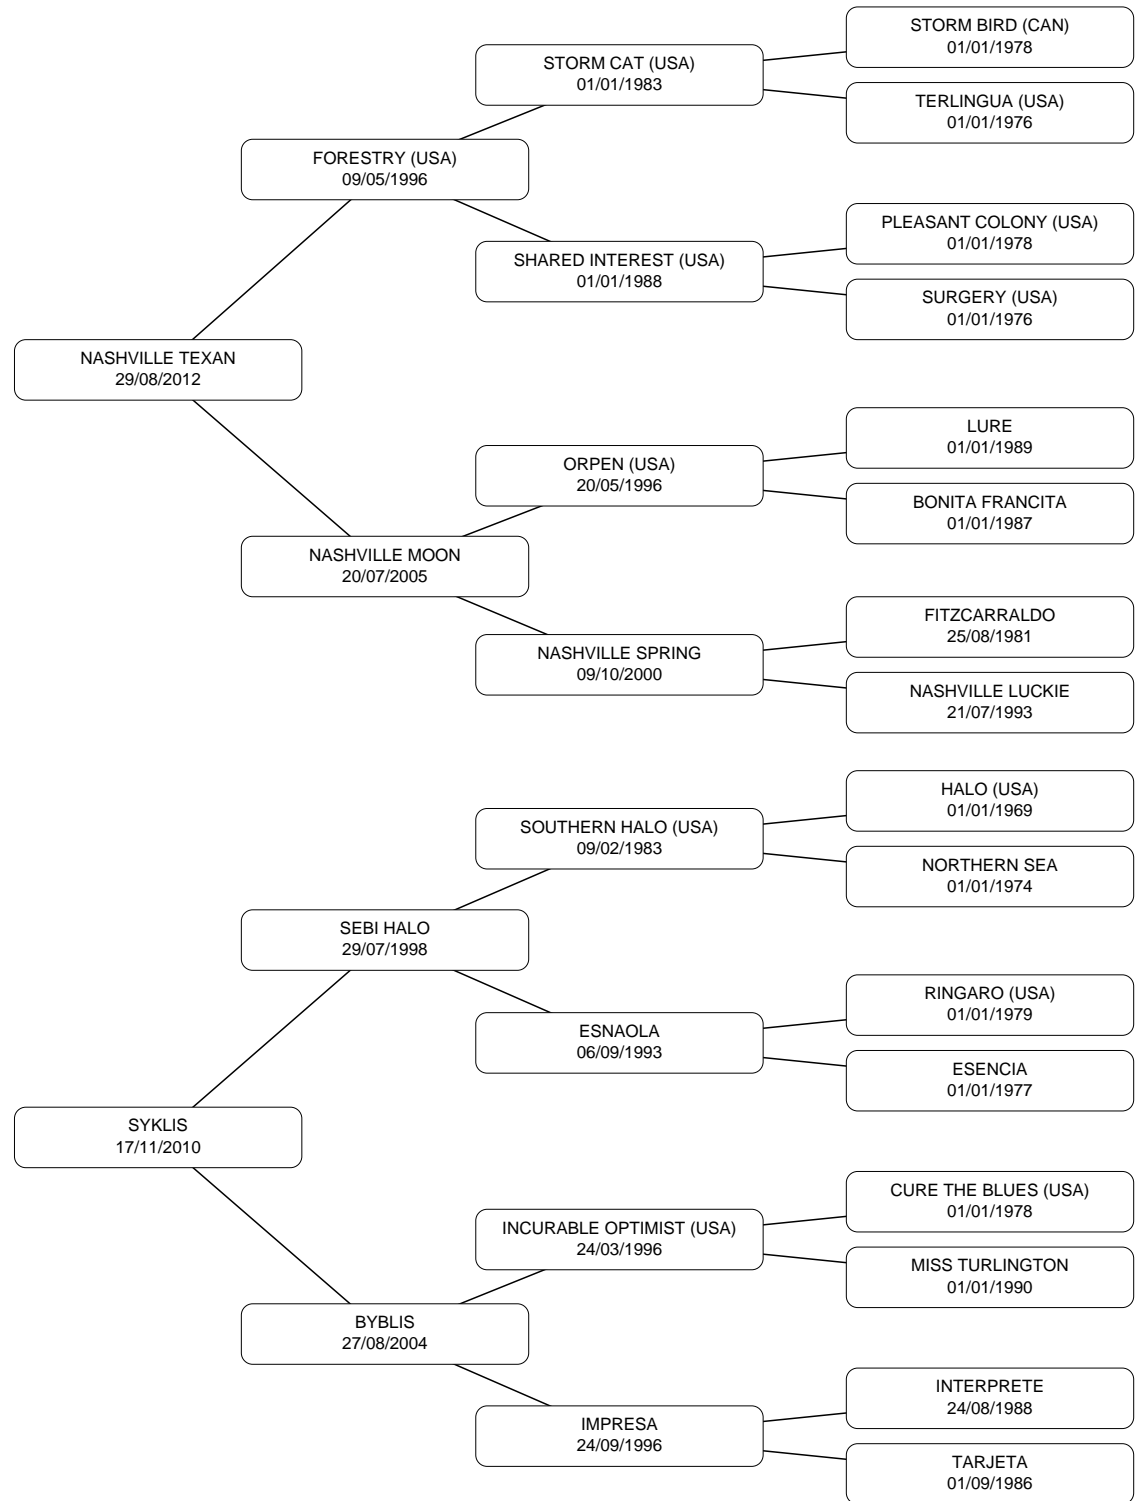 STORM BIRD (CAN)
01/01/1978
STORM CAT (USA)
01/01/1983
TERLINGUA (USA)
01/01/1976
FORESTRY (USA)
09/05/1996
PLEASANT COLONY (USA)
01/01/1978
SHARED INTEREST (USA)
01/01/1988
SURGERY (USA)
01/01/1976
NASHVILLE TEXAN
29/08/2012
LURE
01/01/1989
ORPEN (USA)
20/05/1996
BONITA FRANCITA
01/01/1987
NASHVILLE MOON
20/07/2005
FITZCARRALDO
25/08/1981
NASHVILLE SPRING
09/10/2000
NASHVILLE LUCKIE
21/07/1993
HALO (USA)
01/01/1969
SOUTHERN HALO (USA)
09/02/1983
NORTHERN SEA
01/01/1974
SEBI HALO
29/07/1998
RINGARO (USA)
01/01/1979
ESNAOLA
06/09/1993
ESENCIA
01/01/1977
SYKLIS
17/11/2010
CURE THE BLUES (USA)
01/01/1978
INCURABLE OPTIMIST (USA)
24/03/1996
MISS TURLINGTON
01/01/1990
BYBLIS
27/08/2004
INTERPRETE
24/08/1988
IMPRESA
24/09/1996
TARJETA
01/09/1986